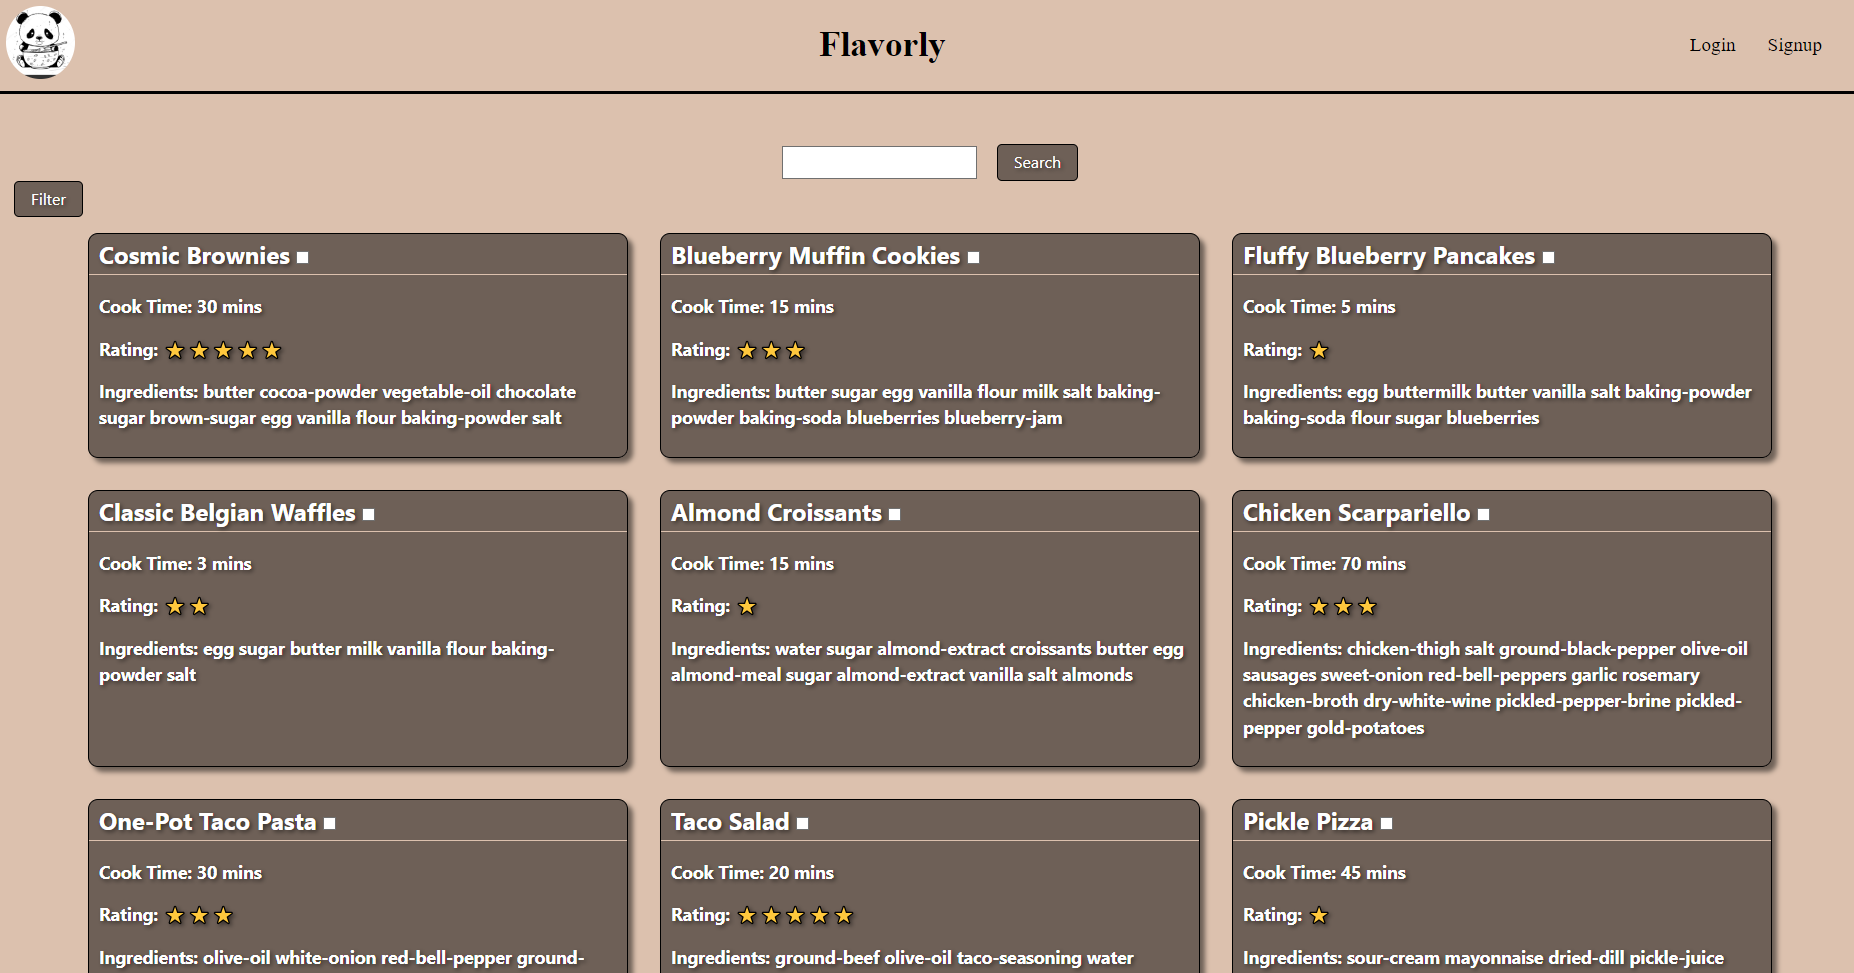 Flavorly
Login Signup
Search
Filter
Cosmic Brownies
Cook Time: 30 mins
Rating:
Ingredients: butter cocoa-powder vegetable-oil chocolate
sugar brown-sugar egg vanilla flour baking-powder salt
Blueberry Muffin Cookies
Cook Time: 15 mins
Rating:
Ingredients: butter sugar egg vanilla flour milk salt baking-
powder baking-soda blueberries blueberry-jam
Fluffy Blueberry Pancakes
Cook Time: 5 mins
Rating:
Ingredients: egg buttermilk butter vanilla salt baking-powder
baking-soda flour sugar blueberries
Classic Belgian Waffles
Cook Time: 3 mins
Rating:
Ingredients: egg sugar butter milk vanilla flour baking-
powder salt
Almond Croissants
Cook Time: 15 mins
Rating:
Ingredients: water sugar almond-extract croissants butter egg
almond-meal sugar almond-extract vanilla salt almonds
Chicken Scarpariello
Cook Time: 70 mins
Rating:
Ingredients: chicken-thigh salt ground-black-pepper olive-oil
sausages sweet-onion red-bell-peppers garlic rosemary
chicken-broth dry-white-wine pickled-pepper-brine pickled-
pepper gold-potatoes
One-Pot Taco Pasta
Cook Time: 30 mins
Rating:
Ingredients: olive-oil white-onion red-bell-pepper ground-
Taco Salad
Cook Time: 20 mins
Rating:
Ingredients: ground-beef olive-oil taco-seasoning water
Pickle Pizza
Cook Time: 45 mins
Rating:
Ingredients: sour-cream mayonnaise dried-dill pickle-juice